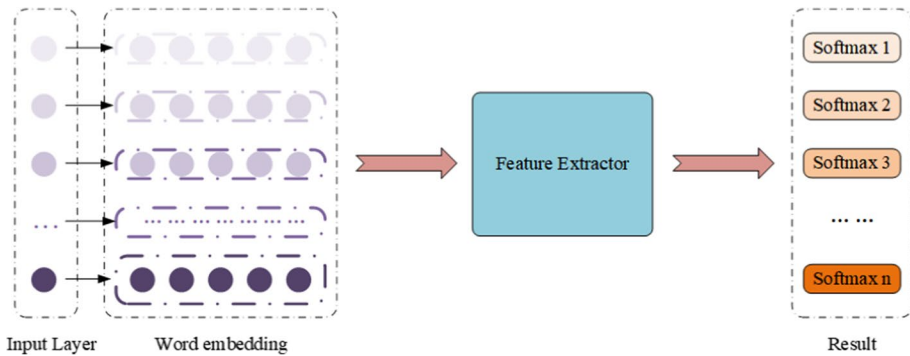 Softmax 1
Softmax 2
Softmax 3
... ...
Softmax n
Feature Extractor
Input Layer
Word embedding
Result